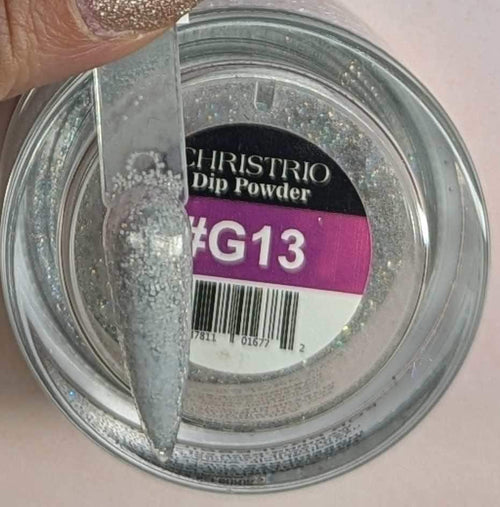 CHRISTRIO
Dip Powder
#G13
7811 01677 2